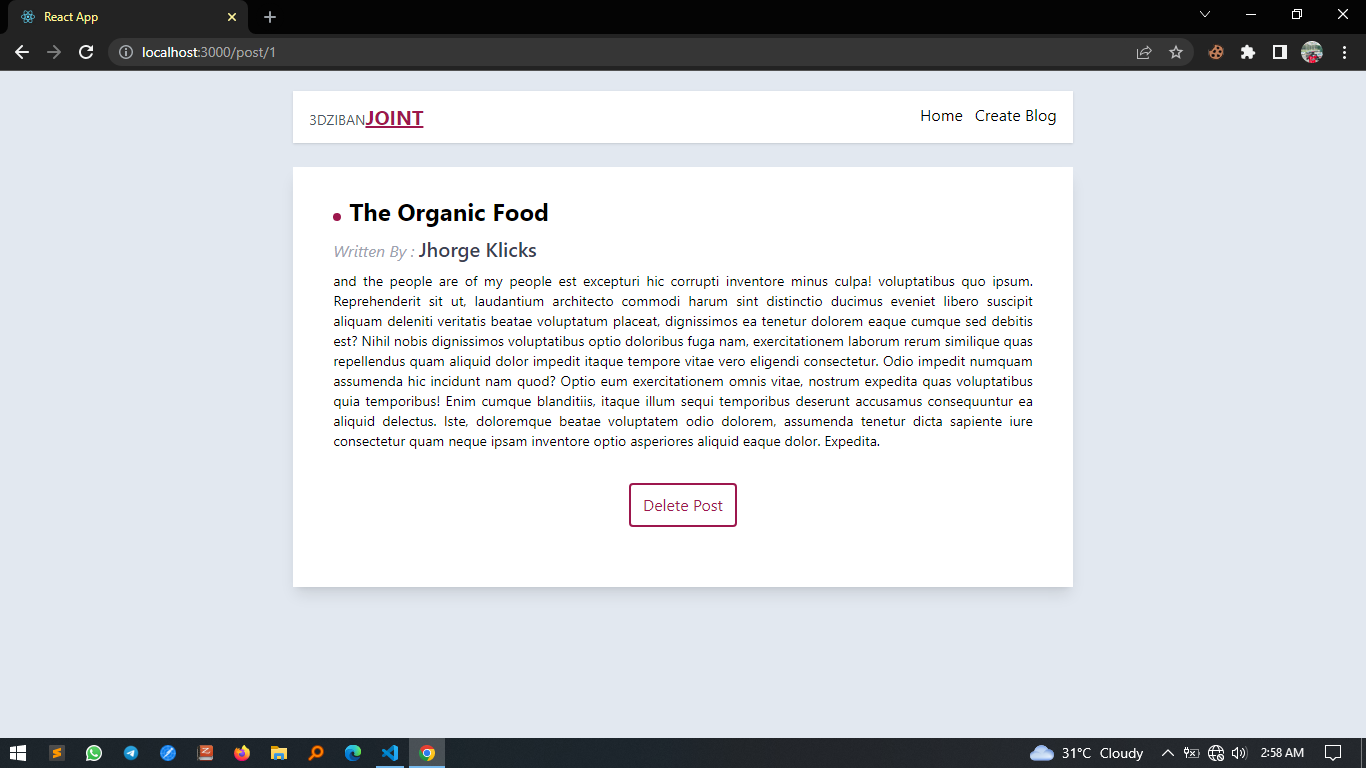 React App
localhost:3000/post/1
3DZIBANJOINT
Home Create Blog
The Organic Food
Written By : Jhorge Klicks
and the people are of my people est excepturi hic corrupti inventore minus culpa! voluptatibus quo ipsum.
Reprehenderit sit ut, laudantium architecto commodi harum sint distinctio ducimus eveniet libero suscipit
aliquam deleniti veritatis beatae voluptatum placeat, dignissimos ea tenetur dolorem eaque cumque sed debitis
est? Nihil nobis dignissimos voluptatibus optio doloribus fuga nam, exercitationem laborum rerum similique quas
repellendus quam aliquid dolor impedit itaque tempore vitae vero eligendi consectetur. Odio impedit numquam
assumenda hic incidunt nam quod? Optio eum exercitationem omnis vitae, nostrum expedita quas voluptatibus
quia temporibus! Enim cumque blanditiis, itaque illum sequi temporibus deserunt accusamus consequuntur ea
aliquid delectus. Iste, doloremque beatae voluptatem odio dolorem, assumenda tenetur dicta sapiente iure
consectetur quam neque ipsam inventore optio asperiores aliquid eaque dolor. Expedita.
Delete Post
31°C Cloudy
2:58 AM